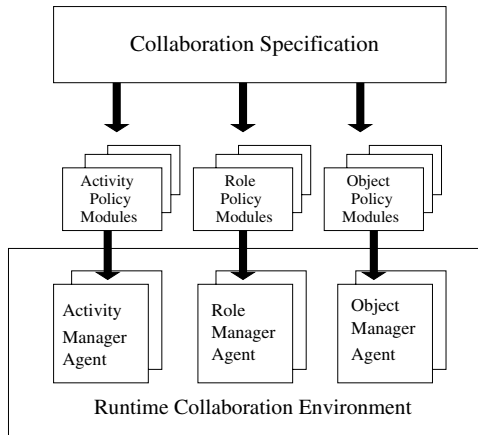 Collaboration Specification
Activity
Policy
Modules
Role
Policy
Modules
Object
Policy
Modules
Activity
Manager
Agent
Role
Manager
Agent
Object
Manager
Agent
Runtime Collaboration Environment